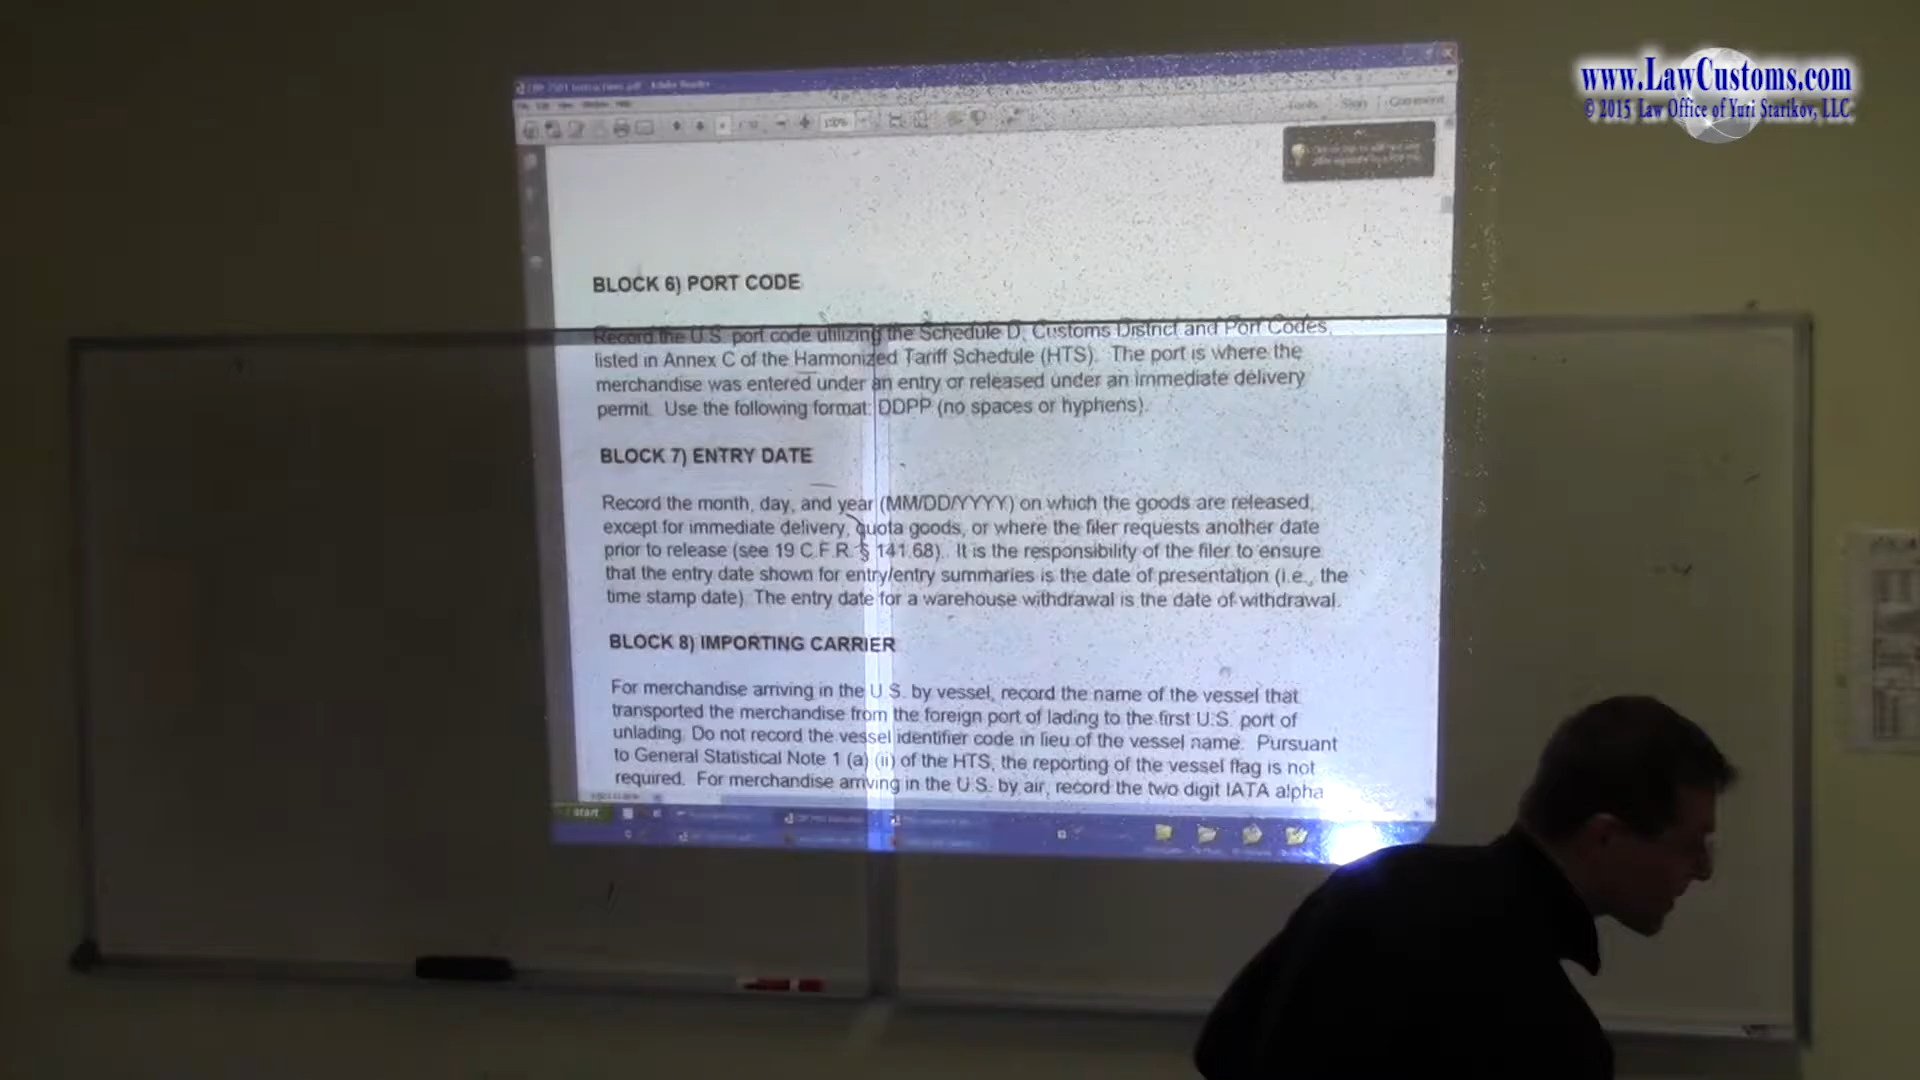 www.LawCustoms.com
© 2015 Law Office of Yuri Starikov, LLC
Comment
BLOCK 6) PORT CODE
Record the U.S. port code utilizing the Schedule D, Customs District and Port Codes,
listed in Annex C of the Harmonized Tariff Schedule (HTS). The port is where the
merchandise was entered under an entry or released under an immediate delivery
permit. Use the following format: DDPP (no spaces or hyphens).
BLOCK 7) ENTRY DATE
Record the month, day, and year (MM/DD/YYYY) on which the goods are released,
except for immediate delivery, quota goods, or where the filer requests another date
prior to release (see 19 C.F.R. § 141.68). It is the responsibility of the filer to ensure
that the entry date shown for entry/entry summaries is the date of presentation (i.e., the
time stamp date). The entry date for a warehouse withdrawal is the date of withdrawal.
BLOCK 8) IMPORTING CARRIER
For merchandise arriving in the U.S. by vessel, record the name of the vessel that
transported the merchandise from the foreign port of lading to the first U.S. port of
unlading. Do not record the vessel identifier code in lieu of the vessel name. Pursuant
to General Statistical Note 1 (a) (ii) of the HTS, the reporting of the vessel flag is not
required. For merchandise arriving in the U.S. by air, record the two digit IATA alpha
start